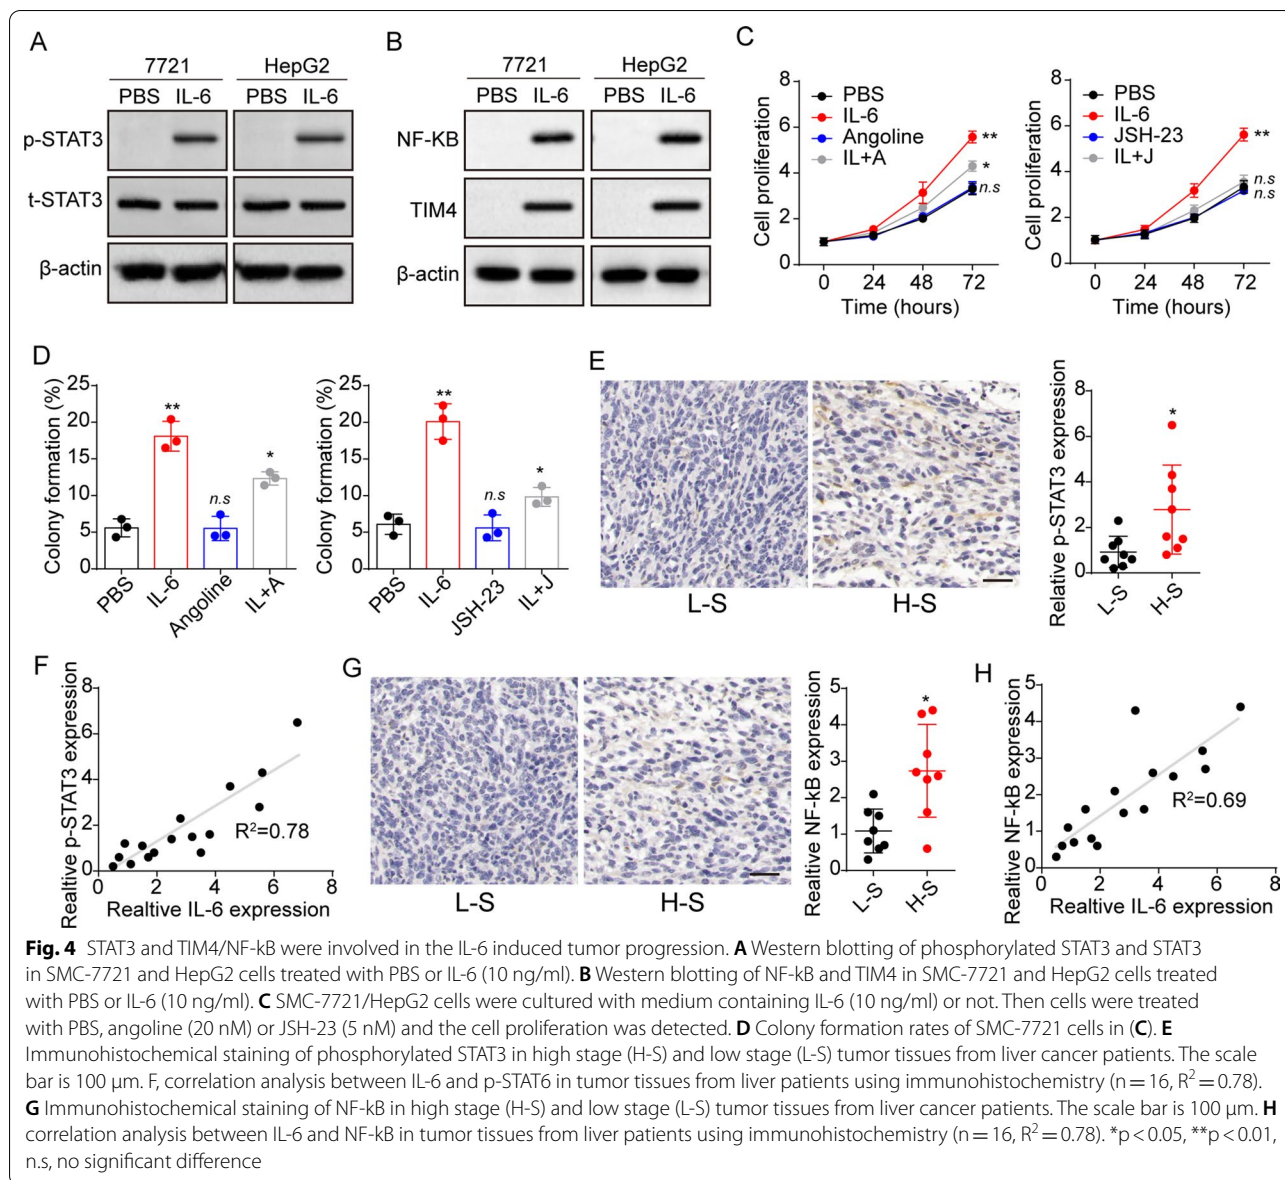 A
7721 HepG2
PBS IL-6 PBS IL-6
p-STAT3
t-STAT3
β-actin
B
7721 HepG2
PBS IL-6 PBS IL-6
NF-KB
TIM4
β-actin
C
Cell proliferation
8
6
4
2
0
PBS
IL-6
Angoline
IL+A
**
*
n.s
0 24 48 72
Time (hours)
Cell proliferation
8
6
4
2
0
PBS
IL-6
JSH-23
IL+J
**
n.s
n.s
0 24 48 72
Time (hours)
D
Colony formation (%)
25
20
15
10
5
0
**
n.s
*
PBS IL-6 Angoline IL+A
Colony formation (%)
25
20
15
10
5
0
**
n.s
*
PBS IL-6 JSH-23 IL+J
E
L-S H-S
Relative p-STAT3 expression
8
6
4
2
0
*
L-S H-S
F
Realtive p-STAT3 expression
8
6
4
2
0
R²=0.78
0 2 4 6 8
Realtive IL-6 expression
G
L-S H-S
Realtive NF-kB expression
5
4
3
2
1
0
*
L-S H-S
H
Realtive NF-kB expression
5
4
3
2
1
0
R²=0.69
0 2 4 6 8
Realtive IL-6 expression
Fig. 4 STAT3 and TIM4/NF-kB were involved in the IL-6 induced tumor progression. A Western blotting of phosphorylated STAT3 and STAT3
in SMC-7721 and HepG2 cells treated with PBS or IL-6 (10 ng/ml). B Western blotting of NF-kB and TIM4 in SMC-7721 and HepG2 cells treated
with PBS or IL-6 (10 ng/ml). C SMC-7721/HepG2 cells were cultured with medium containing IL-6 (10 ng/ml) or not. Then cells were treated
with PBS, angoline (20 nM) or JSH-23 (5 nM) and the cell proliferation was detected. D Colony formation rates of SMC-7721 cells in (C). E
Immunohistochemical staining of phosphorylated STAT3 in high stage (H-S) and low stage (L-S) tumor tissues from liver cancer patients. The scale
bar is 100 μm. F, correlation analysis between IL-6 and p-STAT6 in tumor tissues from liver patients using immunohistochemistry (n = 16, R² = 0.78).
G Immunohistochemical staining of NF-kB in high stage (H-S) and low stage (L-S) tumor tissues from liver cancer patients. The scale bar is 100 μm. H
correlation analysis between IL-6 and NF-kB in tumor tissues from liver patients using immunohistochemistry (n = 16, R² = 0.78). *p < 0.05, **p < 0.01,
n.s, no significant difference